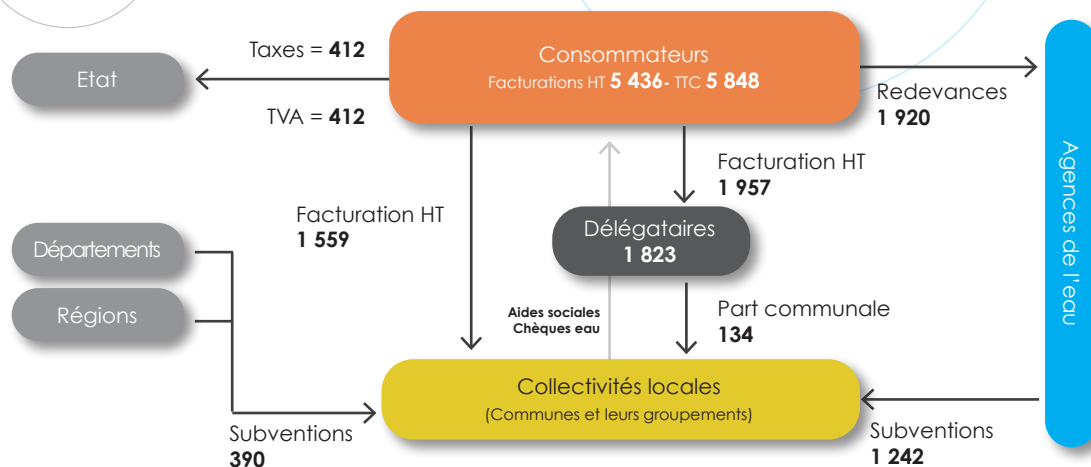 Taxes = 412
Etat
TVA = 412
Consommateurs
Facturations HT 5 436- TTC 5 848
Redevances
1 920
Agences de l'eau
Facturation HT
1 559
Facturation HT
1 957
Délégataires
1 823
Départements
Régions
Aides sociales
Chèques eau
Part communale
134
Collectivités locales
(Communes et leurs groupements)
Subventions
390
Subventions
1 242